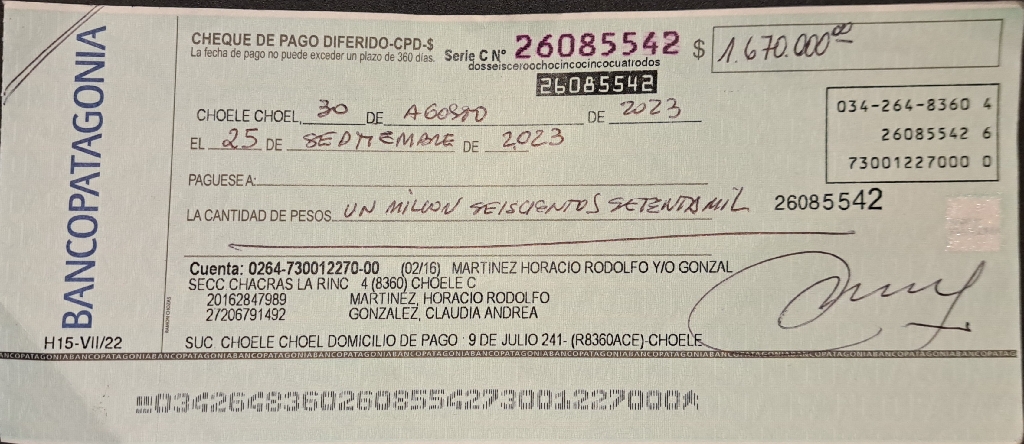 BANCOPATAGONIA
H15-VII/22
CHEQUE DE PAGO DIFERIDO-CPD-$
La fecha de pago no puede exceder un plazo de 360 días.
Serie C Nº 26085542
dosseisceroochocincocincocuatrodos
26085542
$ 1.670.000⁰⁰
034-264-8360 4
26085542 6
73001227000 0
CHOELE CHOEL, 30 DE AGOSTO DE 2023
EL 25 DE SEPTIEMBRE DE 2023
PAGUESE A:
LA CANTIDAD DE PESOS UN MILLON SEISCIENTOS SETENTA MIL
26085542
Cuenta: 0264-730012270-00 (02/16) MARTINEZ HORACIO RODOLFO Y/O GONZAL
SECC CHACRAS LA RINC 4 (8360) CHOELE C
20162847989 MARTINEZ, HORACIO RODOLFO
27206791492 GONZALEZ, CLAUDIA ANDREA
SUC. CHOELE CHOEL DOMICILIO DE PAGO : 9 DE JULIO 241- (R8360ACE)-CHOELE
BANCOPATAGONIABANCOPATAGONIABANCOPATAGONIABANCOPATAGONIA
03426483602608554273001227000